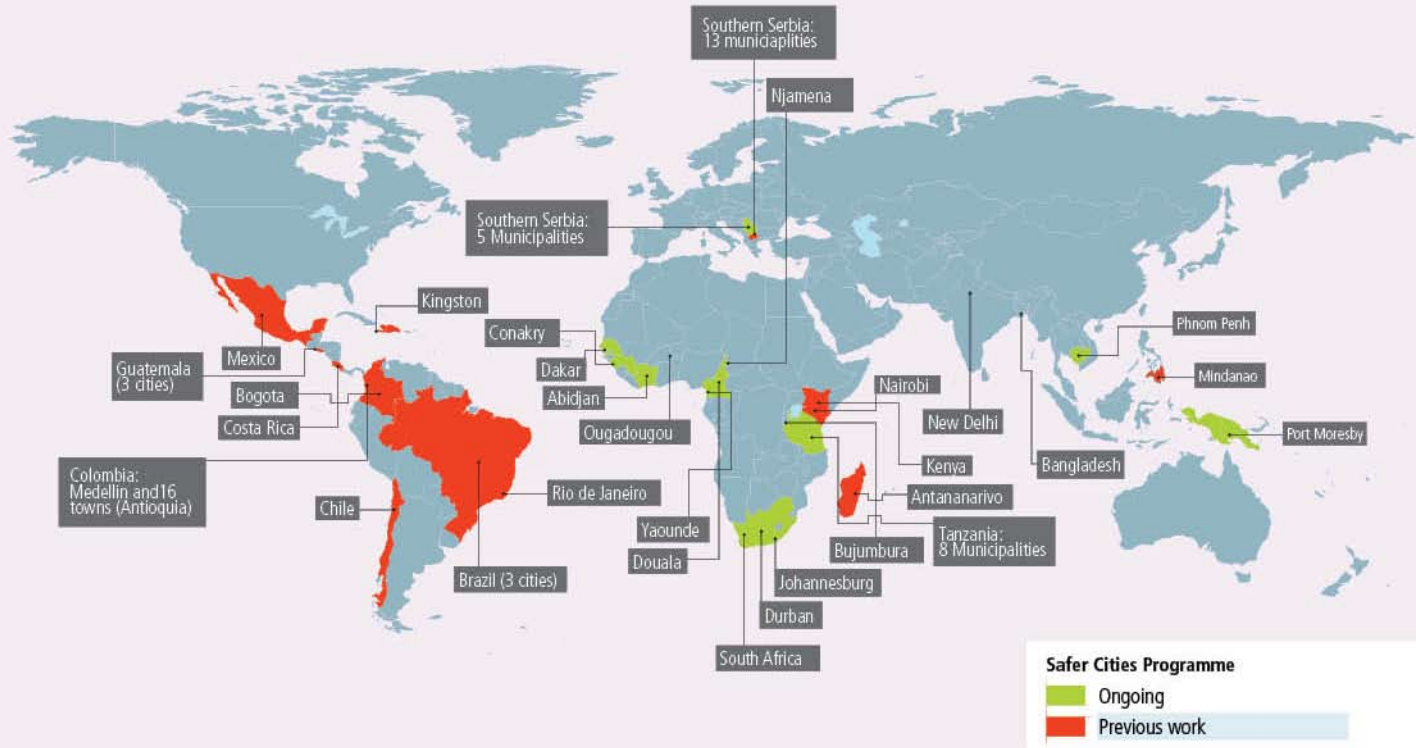 Southern Serbia:
13 municiaplities
Njamena
Southern Serbia:
5 Municipalities
Kingston
Conakry
Phnom Penh
Guatemala
(3 cities)
Mexico
Dakar
Nairobi
Mindanao
Bogota
Abidjan
Costa Rica
Ougadougou
New Delhi
Port Moresby
Kenya
Bangladesh
Colombia:
Medellin and16
towns (Antioquia)
Chile
Rio de Janeiro
Antananarivo
Yaounde
Tanzania:
8 Municipalities
Bujumbura
Douala
Brazil (3 cities)
Johannesburg
Durban
South Africa
Safer Cities Programme
Ongoing
Previous work